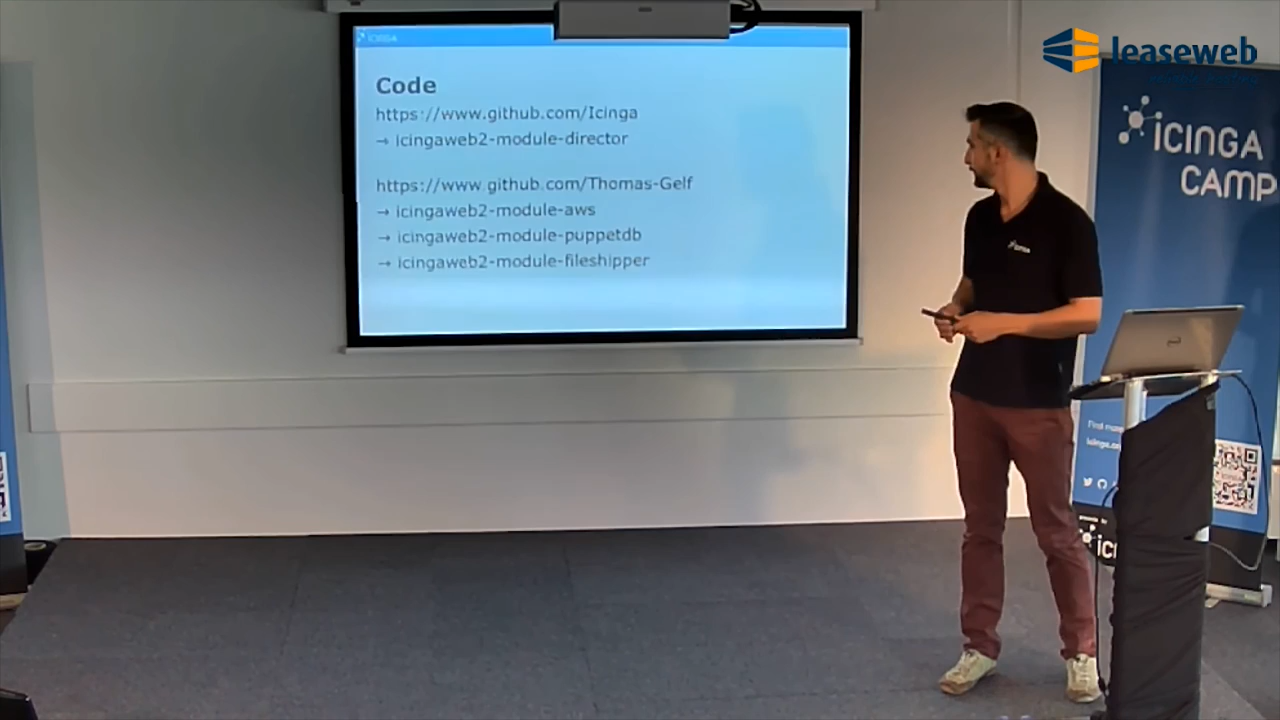 ICINGA
Code
https://www.github.com/Icinga
→ icingaweb2-module-director
https://www.github.com/Thomas-Gelf
→ icingaweb2-module-aws
→ icingaweb2-module-puppetdb
→ icingaweb2-module-fileshipper
leaseweb
ICINGA
CAMP